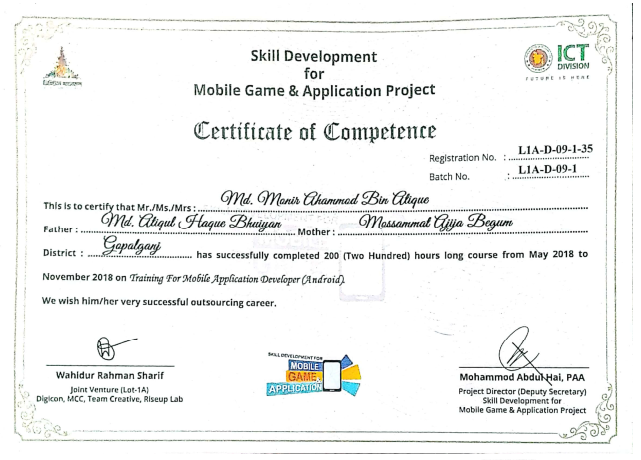 Skill Development
for
Mobile Game & Application Project
ICT
DIVISION
FUTURE IS HERE
Certificate of Competence
Registration No. : L1A-D-09-1-35
Batch No. : L1A-D-09-1
This is to certify that Mr./Ms./Mrs : Md. Monir Ahammod Bin Atique
Father : Md. Atiqul Haque Bhuiyan Mother : Mossammat Ajija Begum
District : Gopalganj has successfully completed 200 (Two Hundred) hours long course from May 2018 to
November 2018 on Training For Mobile Application Developer (Android).
We wish him/her very successful outsourcing career.
Wahidur Rahman Sharif
Joint Venture (Lot-1A)
Digicon, MCC, Team Creative, Riseup Lab
SKILL DEVELOPMENT FOR
MOBILE
GAME &
APPLICATION
Mohammod Abdul Hai, PAA
Project Director (Deputy Secretary)
Skill Development for
Mobile Game & Application Project